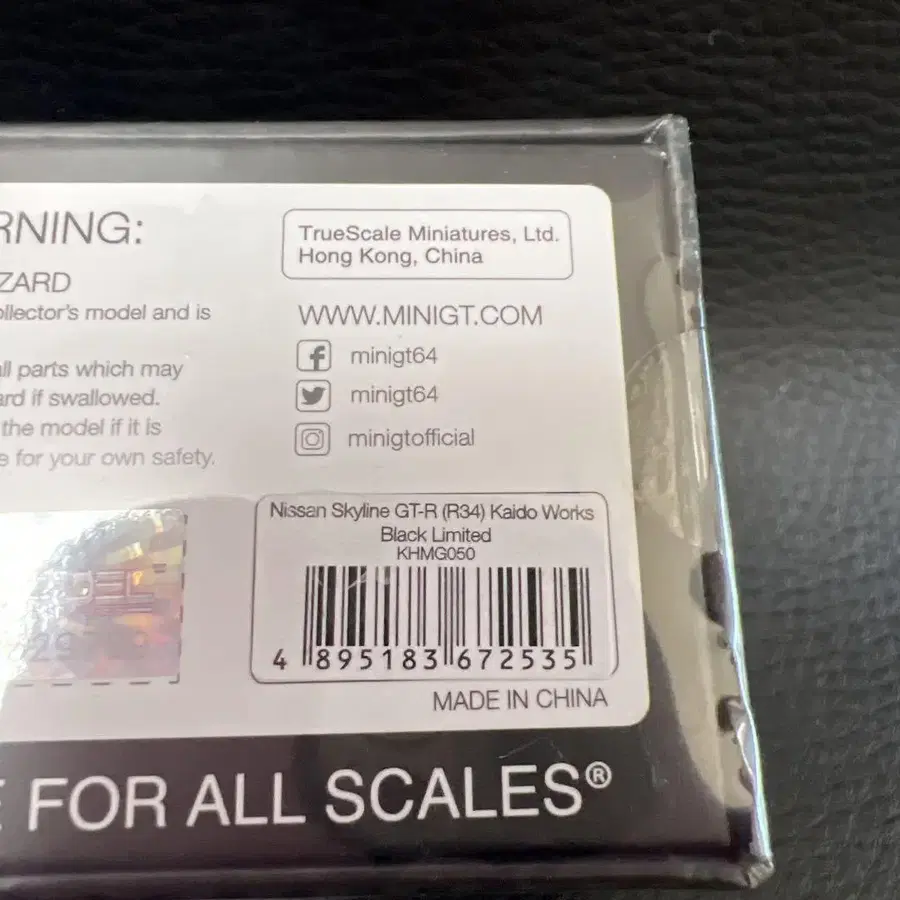 RNING:
ZARD
ollector's model and is
ll parts which may
ard if swallowed.
the model if it is
e for your own safety.
TrueScale Miniatures, Ltd.
Hong Kong, China
WWW.MINIGT.COM
minigt64
minigt64
minigtofficial
Nissan Skyline GT-R (R34) Kaido Works
Black Limited
KHMG050
4 895183 672535
MADE IN CHINA
E FOR ALL SCALES®